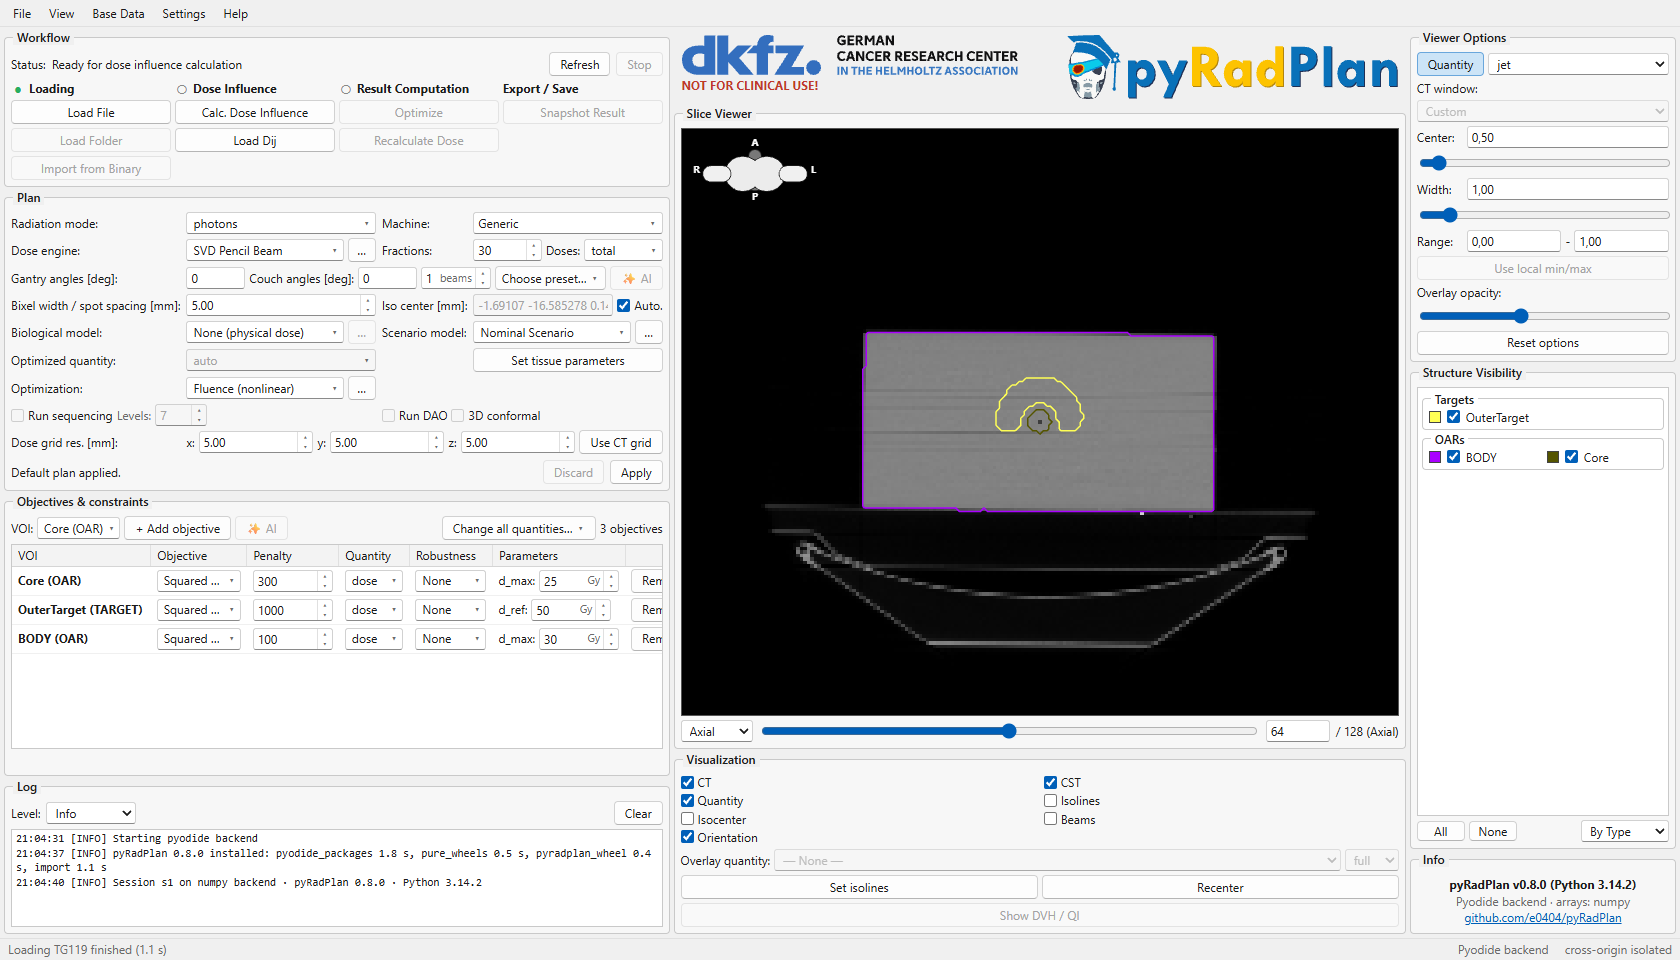 File View Base Data Settings Help
Workflow
Status: Ready for dose influence calculation Refresh Stop
Loading Dose Influence Result Computation Export / Save
Load File Calc. Dose Influence Optimize Snapshot Result
Load Folder Load Dij Recalculate Dose
Import from Binary
Plan
Radiation mode: photons Machine: Generic
Dose engine: SVD Pencil Beam ... Fractions: 30 Doses: total
Gantry angles [deg]: 0 Couch angles [deg]: 0 1 beams Choose preset... ✨ AI
Bixel width / spot spacing [mm]: 5.00 Iso center [mm]: -1.69107 -16.585278 0.1 Auto.
Biological model: None (physical dose) ... Scenario model: Nominal Scenario ...
Optimized quantity: auto Set tissue parameters
Optimization: Fluence (nonlinear) ...
Run sequencing Levels: 7 Run DAO 3D conformal
Dose grid res. [mm]: x: 5.00 y: 5.00 z: 5.00 Use CT grid
Default plan applied. Discard Apply
Objectives & constraints
VOI: Core (OAR) + Add objective ✨ AI Change all quantities... 3 objectives
VOI Objective Penalty Quantity Robustness Parameters
Core (OAR) Squared ... 300 dose None d_max: 25 Gy Rem
OuterTarget (TARGET) Squared ... 1000 dose None d_ref: 50 Gy Rem
BODY (OAR) Squared ... 100 dose None d_max: 30 Gy Rem
Log
Level: Info Clear
21:04:31 [INFO] Starting pyodide backend
21:04:37 [INFO] pyRadPlan 0.8.0 installed: pyodide_packages 1.8 s, pure_wheels 0.5 s, pyradplan_wheel 0.4
s, import 1.1 s
21:04:40 [INFO] Session s1 on numpy backend · pyRadPlan 0.8.0 · Python 3.14.2
dkfz.
GERMAN
CANCER RESEARCH CENTER
IN THE HELMHOLTZ ASSOCIATION
NOT FOR CLINICAL USE!
pyRadPlan
Slice Viewer
A
R L
P
Axial 64 / 128 (Axial)
Visualization
CT CST
Quantity Isolines
Isocenter Beams
Orientation
Overlay quantity: — None — full
Set isolines Recenter
Show DVH / QI
Viewer Options
Quantity jet
CT window:
Custom
Center: 0,50
Width: 1,00
Range: 0,00 - 1,00
Use local min/max
Overlay opacity:
Reset options
Structure Visibility
Targets
OuterTarget
OARs
BODY Core
All None By Type
Info
pyRadPlan v0.8.0 (Python 3.14.2)
Pyodide backend · arrays: numpy
github.com/e0404/pyRadPlan
Loading TG119 finished (1.1 s) Pyodide backend cross-origin isolated